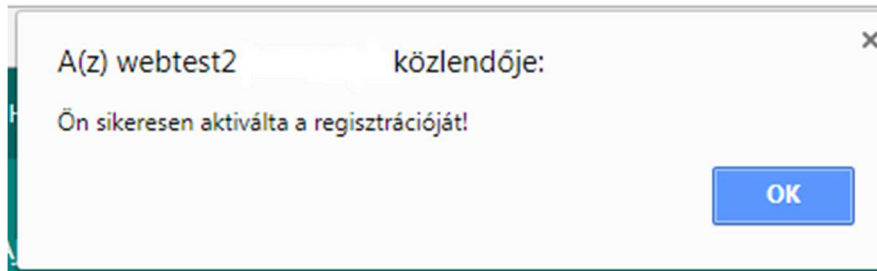 A(z) webtest2 közlendője:
Ön sikeresen aktiválta a regisztrációját!
OK